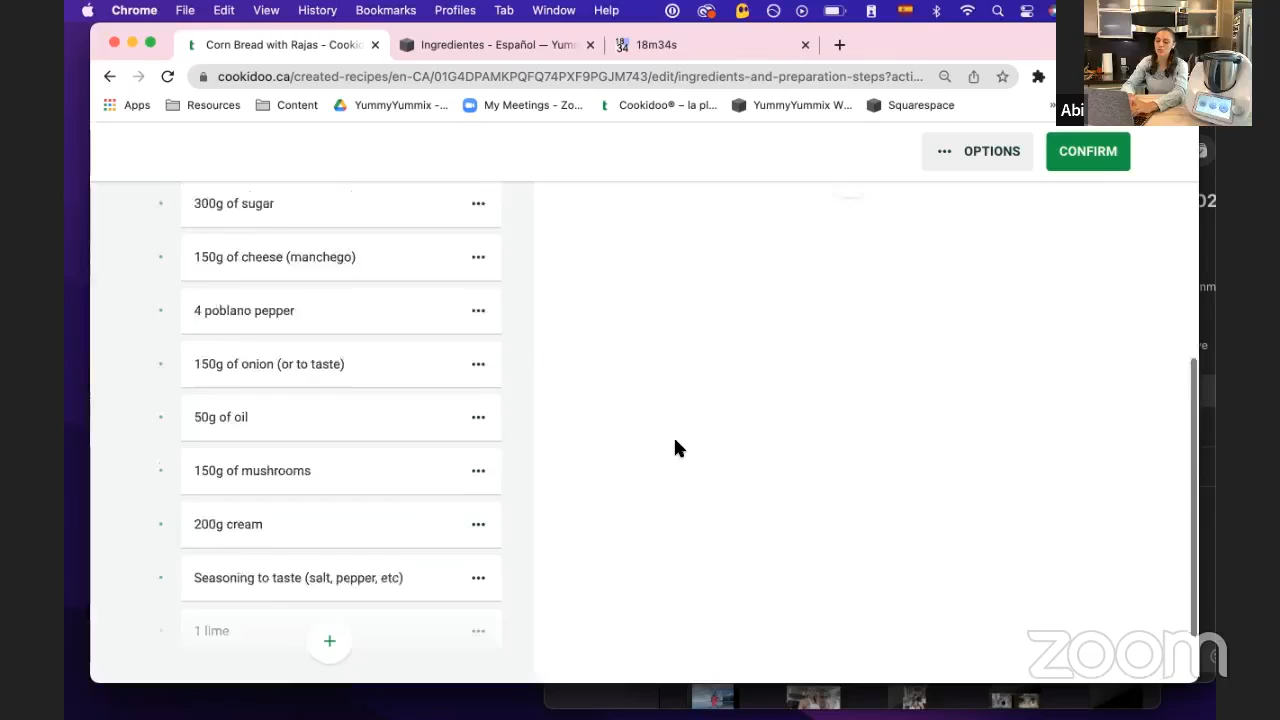 Chrome File Edit View History Bookmarks Profiles Tab Window Help
Corn Bread with Rajas - Cookid
Ingredientes - Español — Yumm
18m34s
cookidoo.ca/created-recipes/en-CA/01G4DPAMKPQFQ74PXF9PGJM743/edit/ingredients-and-preparation-steps?acti...
Apps Resources Content YummyYummix -... My Meetings - Zo... Cookidoo® – la pl... YummyYummix W... Squarespace »
Abi
••• OPTIONS
CONFIRM
300g of sugar
150g of cheese (manchego)
4 poblano pepper
150g of onion (or to taste)
50g of oil
150g of mushrooms
200g cream
Seasoning to taste (salt, pepper, etc)
1 lime
+
zoom